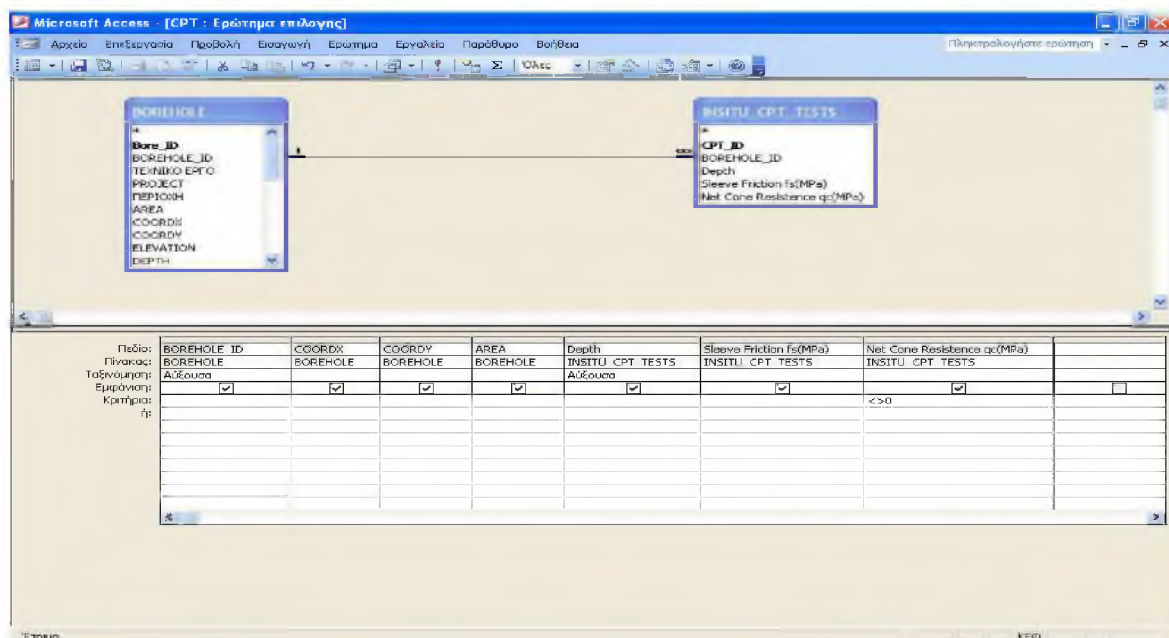 Microsoft Access - [CPT : Ερώτημα επιλογής]
Αρχείο Επεξεργασία Προβολή Εισαγωγή Ερώτημα Εργαλεία Παράθυρο Βοήθεια Πληκτρολογήστε ερώτηση
Όλες
BOREHOLE
*
Bore_ID
BOREHOLE_ID
ΤΕΧΝΙΚΟ ΕΡΓΟ
PROJECT
ΠΕΡΙΟΧΗ
AREA
COORDX
COORDY
ELEVATION
DEPTH
1
INSITU_CPT_TESTS
*
CPT_ID
BOREHOLE_ID
Depth
Sleeve Friction fs(MPa)
Net Cone Resistence qc(MPa)
∞
Πεδίο: BOREHOLE_ID COORDX COORDY AREA Depth Sleeve Friction fs(MPa) Net Cone Resistence qc(MPa)
Πίνακας: BOREHOLE BOREHOLE BOREHOLE BOREHOLE INSITU_CPT_TESTS INSITU_CPT_TESTS INSITU_CPT_TESTS
Ταξινόμηση: Αύξουσα Αύξουσα
Εμφάνιση:
Κριτήρια: <>0
ή:
Έτοιμο